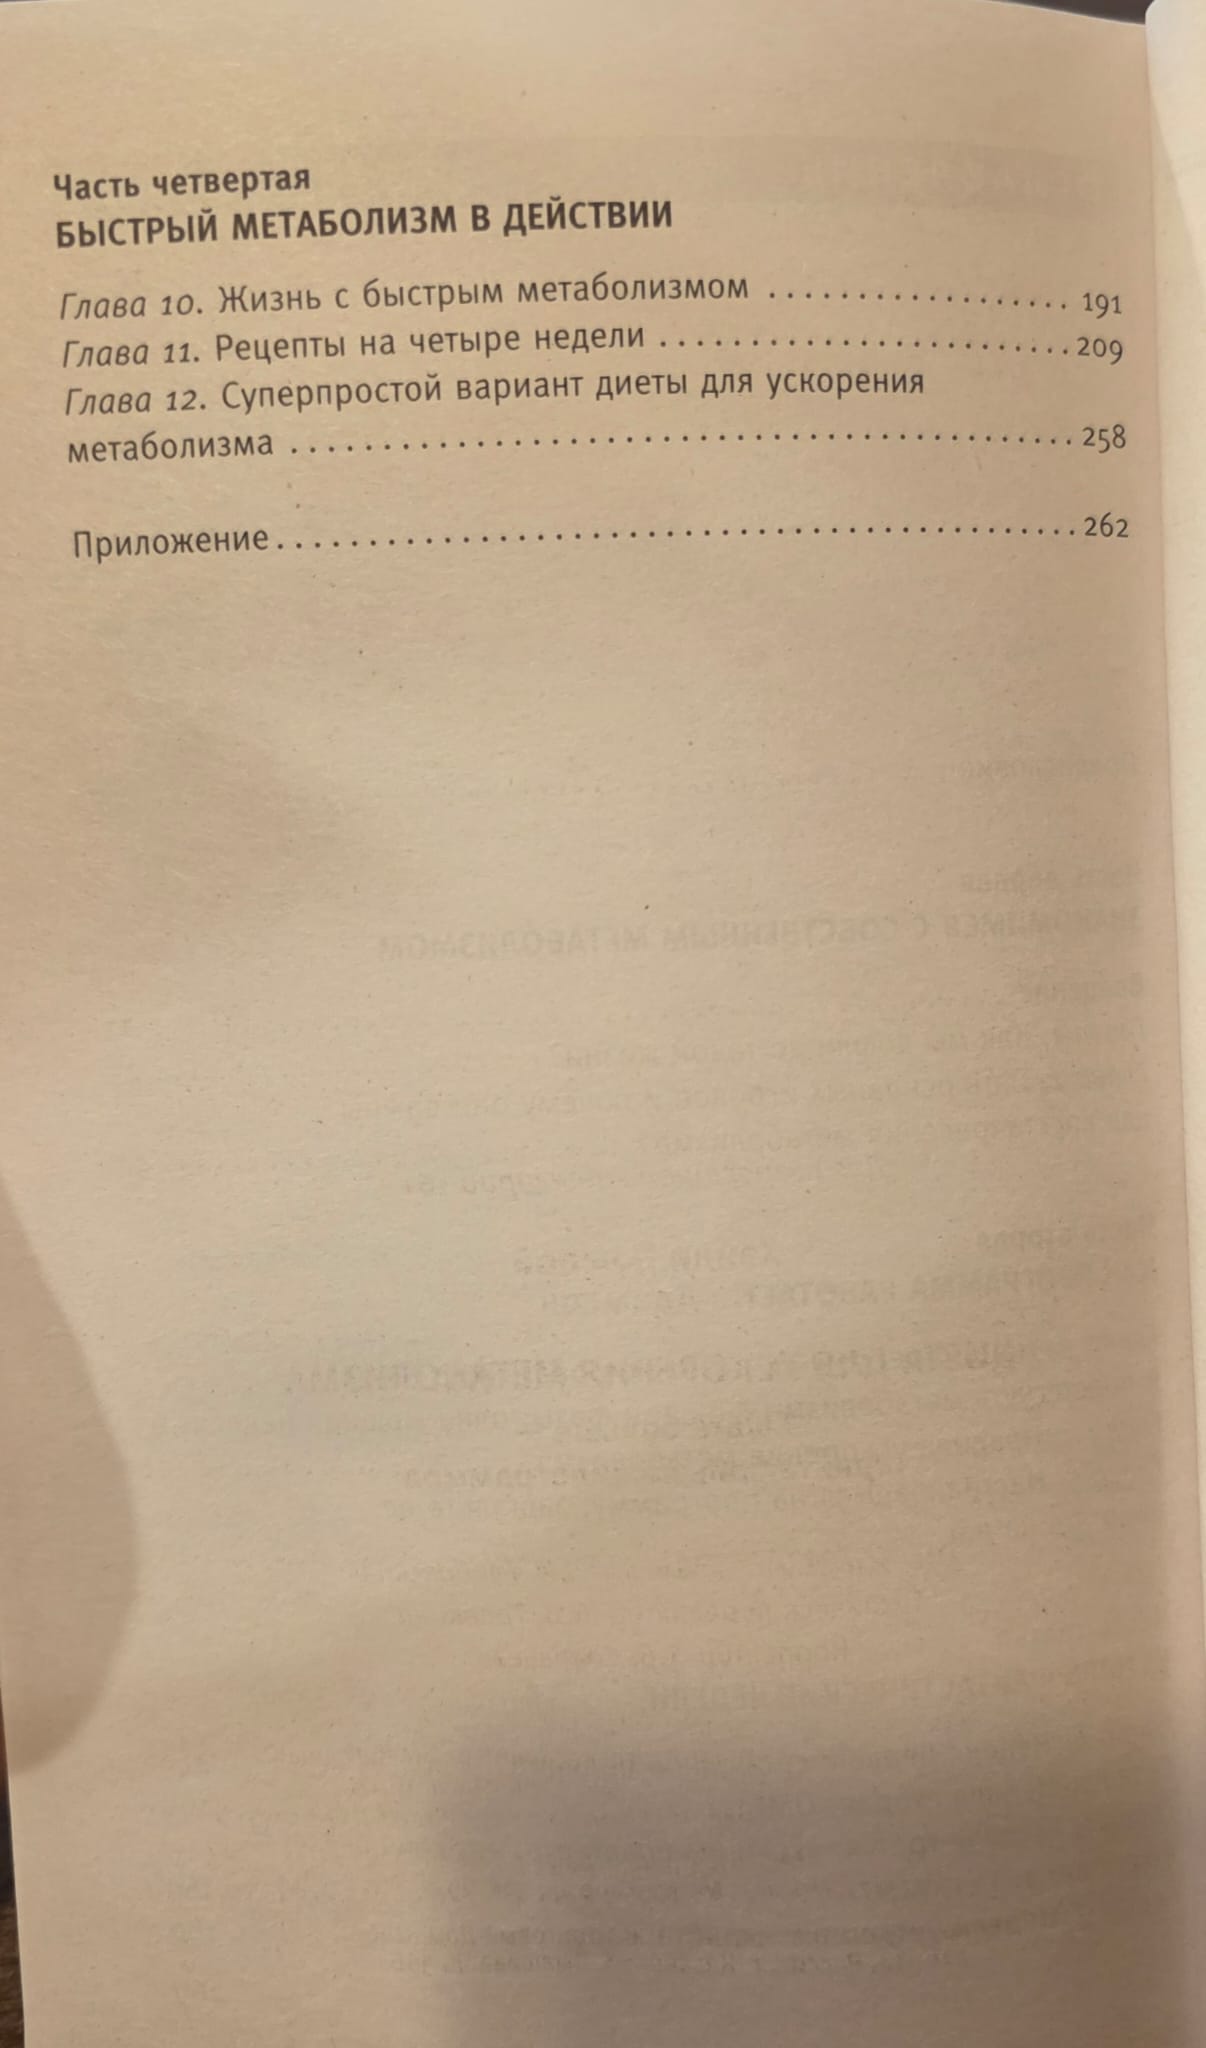 Часть четвертая
БЫСТРЫЙ МЕТАБОЛИЗМ В ДЕЙСТВИИ
Глава 10. Жизнь с быстрым метаболизмом .................. 191
Глава 11. Рецепты на четыре недели ........................ 209
Глава 12. Суперпростой вариант диеты для ускорения
метаболизма ........................................... 258
Приложение ............................................ 262